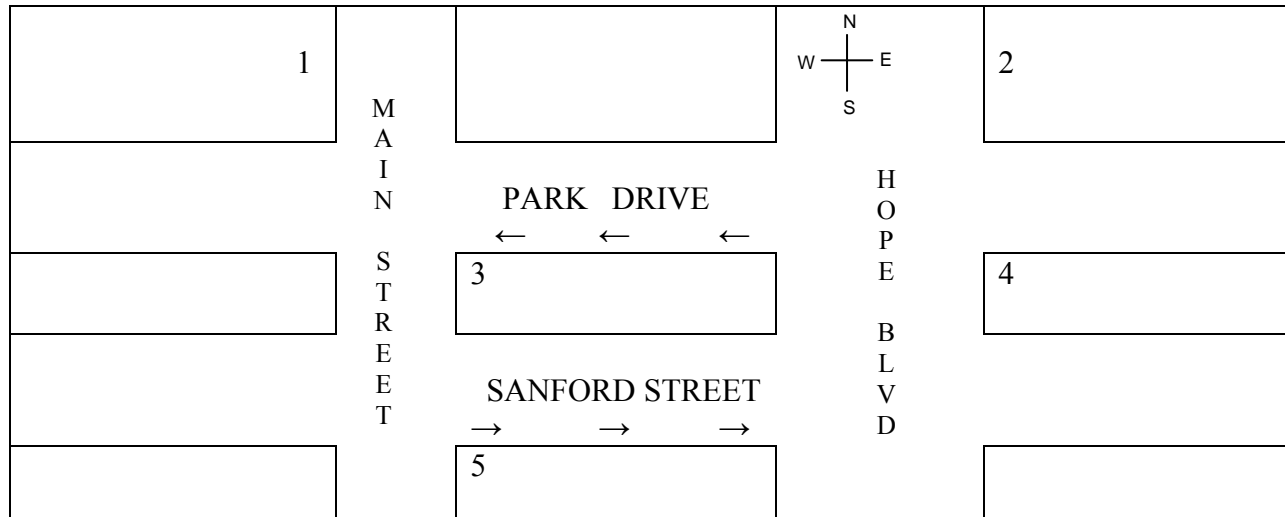 N
1
W E
2
S
MAIN STREET
HOPE BLVD
PARK DRIVE
← ← ←
3
4
SANFORD STREET
→ → →
5